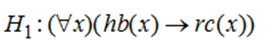 H₁:(∀x)(hb(x) → rc(x))